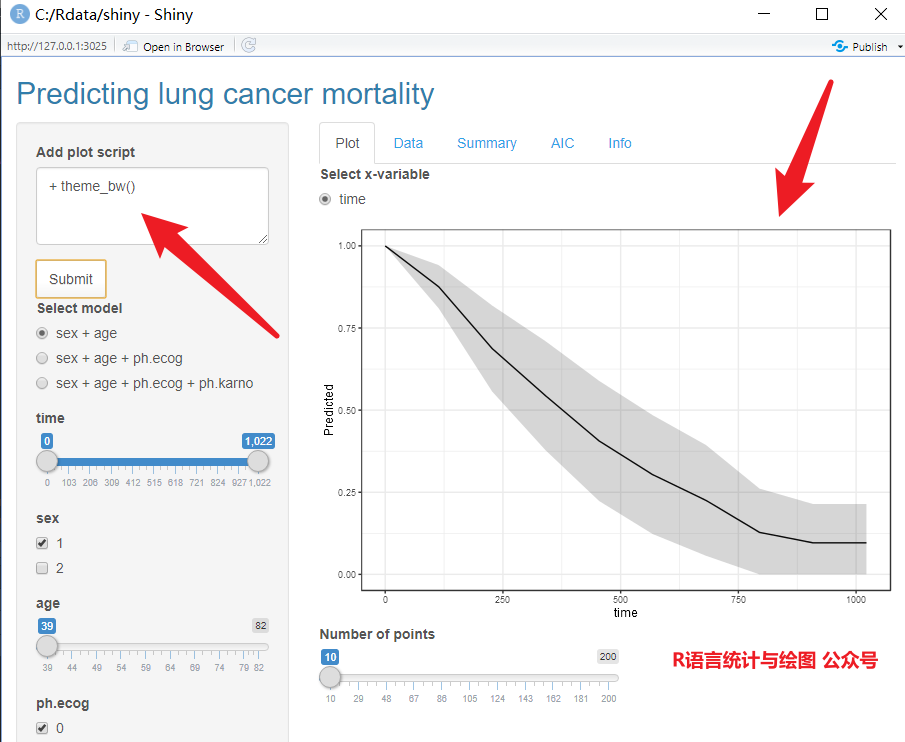 R C:/Rdata/shiny - Shiny
http://127.0.0.1:3025 Open in Browser Publish
Predicting lung cancer mortality
Add plot script
+ theme_bw()
Submit
Select model
sex + age
sex + age + ph.ecog
sex + age + ph.ecog + ph.karno
time
0 1,022
0 103 206 309 412 515 618 721 824 927 1,022
sex
1
2
age
39 82
39 44 49 54 59 64 69 74 79 82
ph.ecog
0
Plot Data Summary AIC Info
Select x-variable
time
1.00
0.75
0.50
0.25
0.00
Predicted
0 250 500 750 1000
time
Number of points
10 200
10 29 48 67 86 105 124 143 162 181 200
R语言统计与绘图 公众号